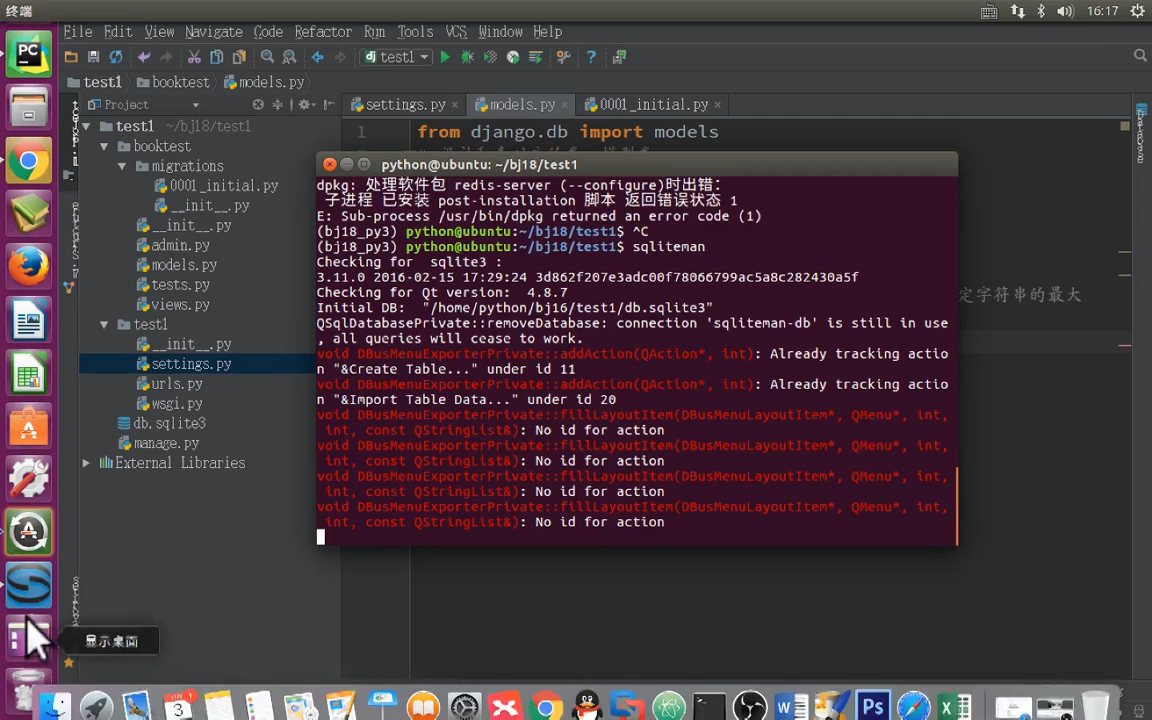 终端
16:17
File Edit View Navigate Code Refactor Run Tools VCS Window Help
test1
test1 booktest models.py
Project
settings.py models.py 0001_initial.py
test1 ~/bj18/test1
booktest
migrations
0001_initial.py
__init__.py
__init__.py
admin.py
models.py
tests.py
views.py
test1
__init__.py
settings.py
urls.py
wsgi.py
db.sqlite3
manage.py
External Libraries
1 from django.db import models
定字符串的最大
python@ubuntu: ~/bj18/test1
dpkg: 处理软件包 redis-server (--configure)时出错:
子进程 已安装 post-installation 脚本 返回错误状态 1
E: Sub-process /usr/bin/dpkg returned an error code (1)
(bj18_py3) python@ubuntu:~/bj18/test1$ ^C
(bj18_py3) python@ubuntu:~/bj18/test1$ sqliteman
Checking for  sqlite3 :
3.11.0 2016-02-15 17:29:24 3d862f207e3adc00f78066799ac5a8c282430a5f
Checking for Qt version:  4.8.7
Initial DB:  "/home/python/bj16/test1/db.sqlite3"
QSqlDatabasePrivate::removeDatabase: connection 'sqliteman-db' is still in use
, all queries will cease to work.
void DBusMenuExporterPrivate::addAction(QAction*, int): Already tracking actio
n "&Create Table..." under id 11
void DBusMenuExporterPrivate::addAction(QAction*, int): Already tracking actio
n "&Import Table Data..." under id 20
void DBusMenuExporterPrivate::fillLayoutItem(DBusMenuLayoutItem*, QMenu*, int,
 int, const QStringList&): No id for action
void DBusMenuExporterPrivate::fillLayoutItem(DBusMenuLayoutItem*, QMenu*, int,
 int, const QStringList&): No id for action
void DBusMenuExporterPrivate::fillLayoutItem(DBusMenuLayoutItem*, QMenu*, int,
 int, const QStringList&): No id for action
void DBusMenuExporterPrivate::fillLayoutItem(DBusMenuLayoutItem*, QMenu*, int,
 int, const QStringList&): No id for action
显示桌面